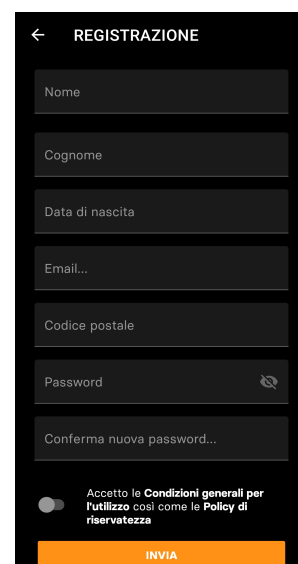 REGISTRAZIONE
Nome
Cognome
Data di nascita
Email...
Codice postale
Password
Conferma nuova password...
Accetto le Condizioni generali per
l'utilizzo così come le Policy di
riservatezza
INVIA